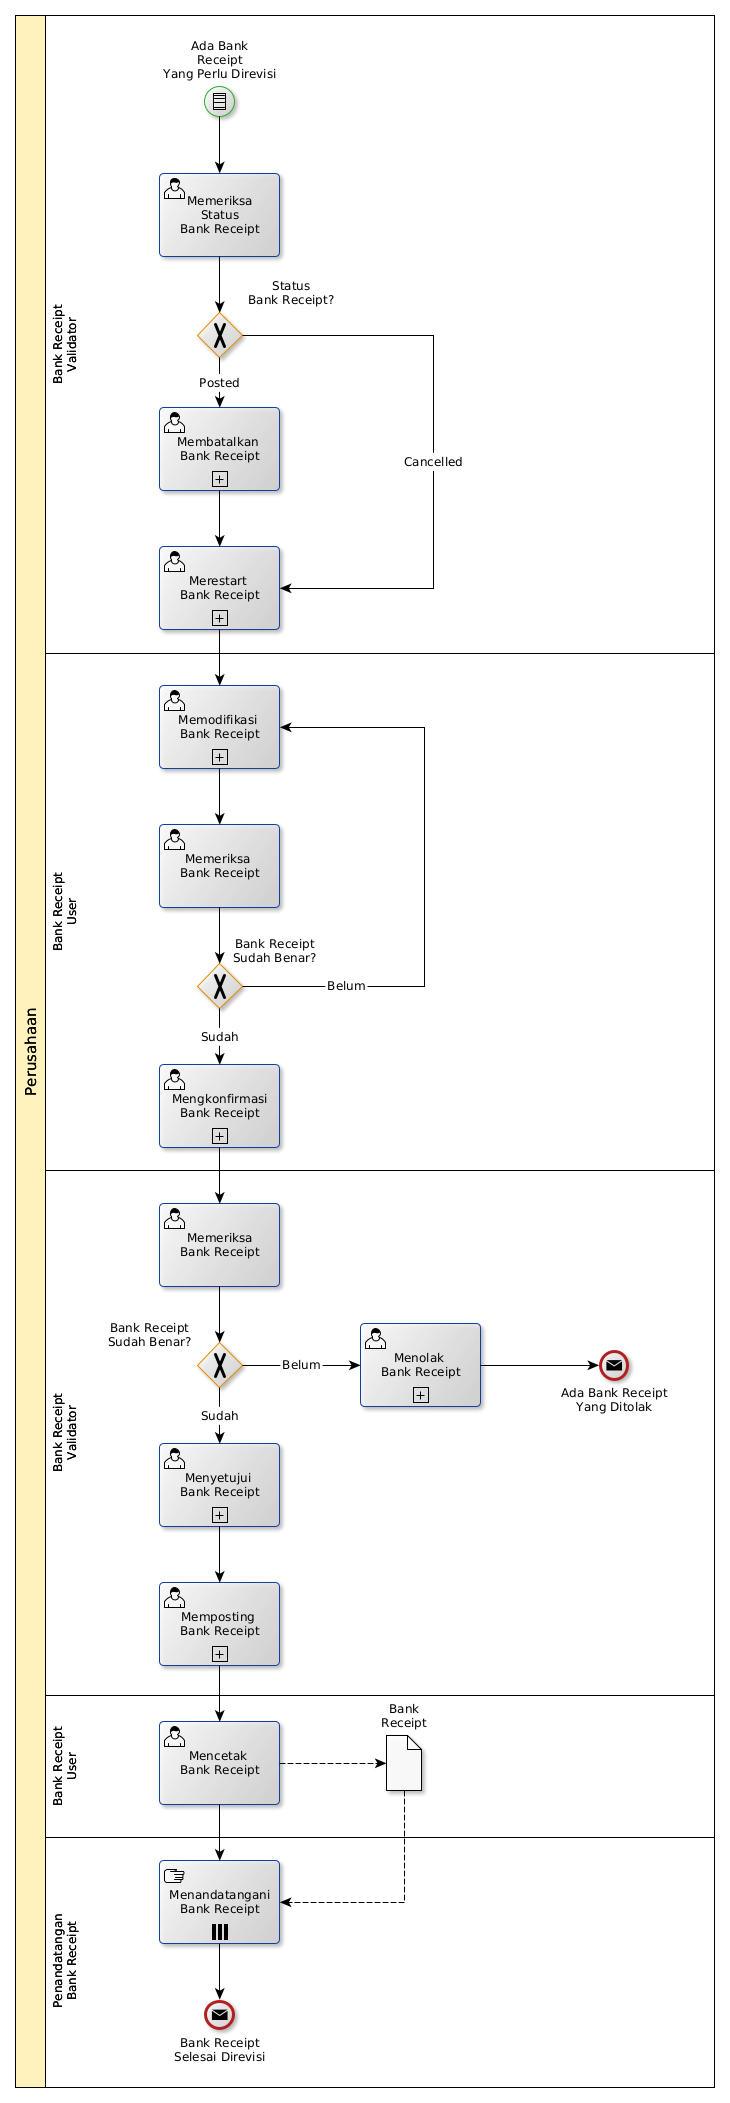 Perusahaan
Bank Receipt
Validator
Ada Bank
Receipt
Yang Perlu Direvisi
Memeriksa
Status
Bank Receipt
Status
Bank Receipt?
Posted
Cancelled
Membatalkan
Bank Receipt
Merestart
Bank Receipt
Bank Receipt
User
Memodifikasi
Bank Receipt
Memeriksa
Bank Receipt
Bank Receipt
Sudah Benar?
Belum
Sudah
Mengkonfirmasi
Bank Receipt
Bank Receipt
Validator
Memeriksa
Bank Receipt
Bank Receipt
Sudah Benar?
Belum
Menolak
Bank Receipt
Ada Bank Receipt
Yang Ditolak
Sudah
Menyetujui
Bank Receipt
Memposting
Bank Receipt
Bank Receipt
User
Mencetak
Bank Receipt
Bank
Receipt
Penandatangan
Bank Receipt
Menandatangani
Bank Receipt
Bank Receipt
Selesai Direvisi